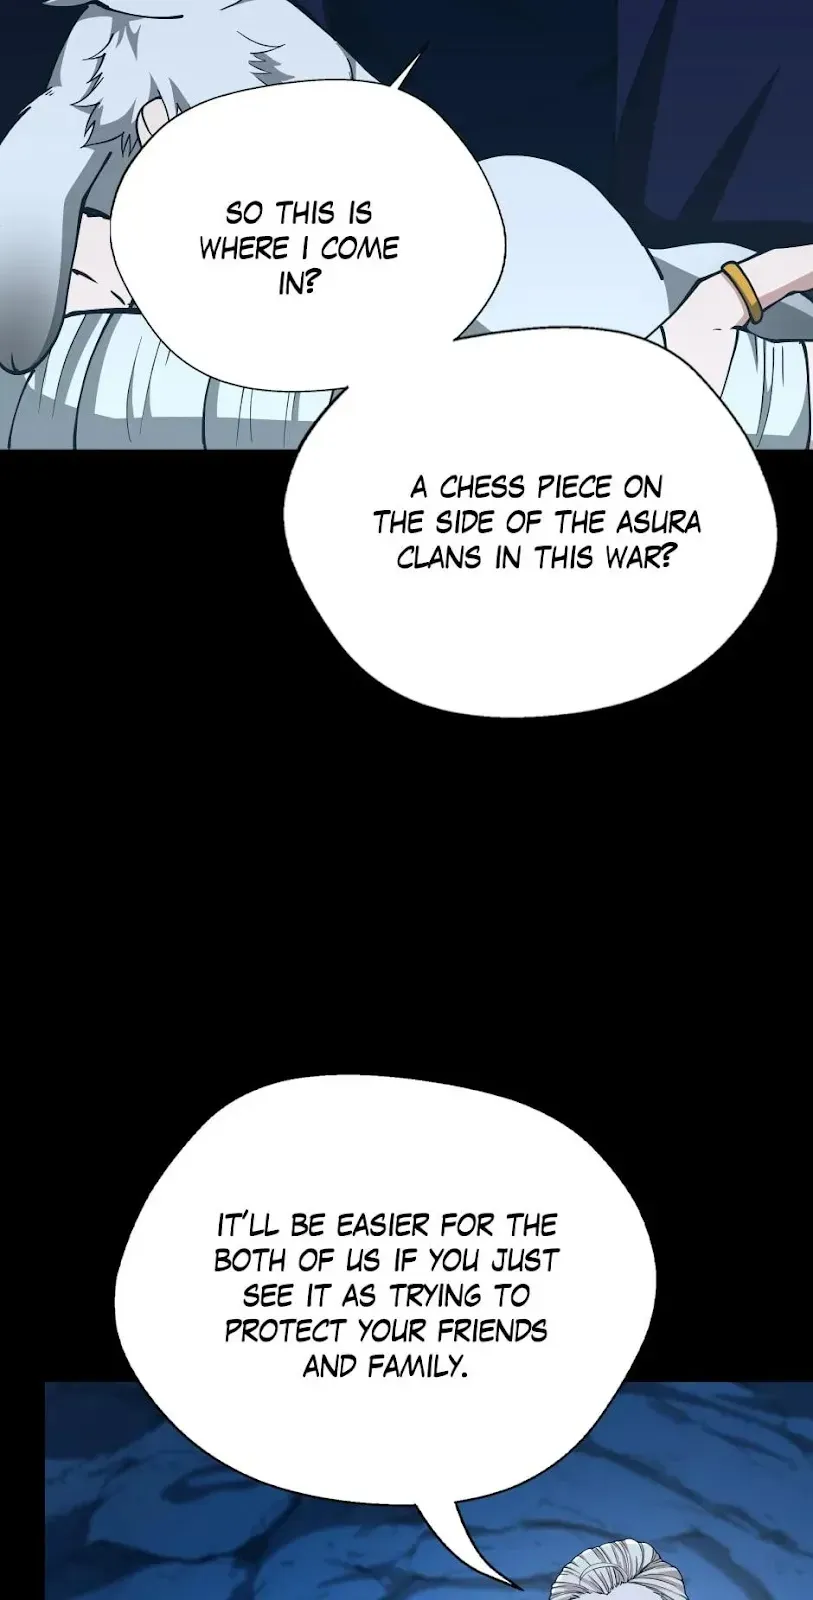 SO THIS IS
WHERE I COME
IN?
A CHESS PIECE ON
THE SIDE OF THE ASURA
CLANS IN THIS WAR?
IT'LL BE EASIER FOR THE
BOTH OF US IF YOU JUST
SEE IT AS TRYING TO
PROTECT YOUR FRIENDS
AND FAMILY.